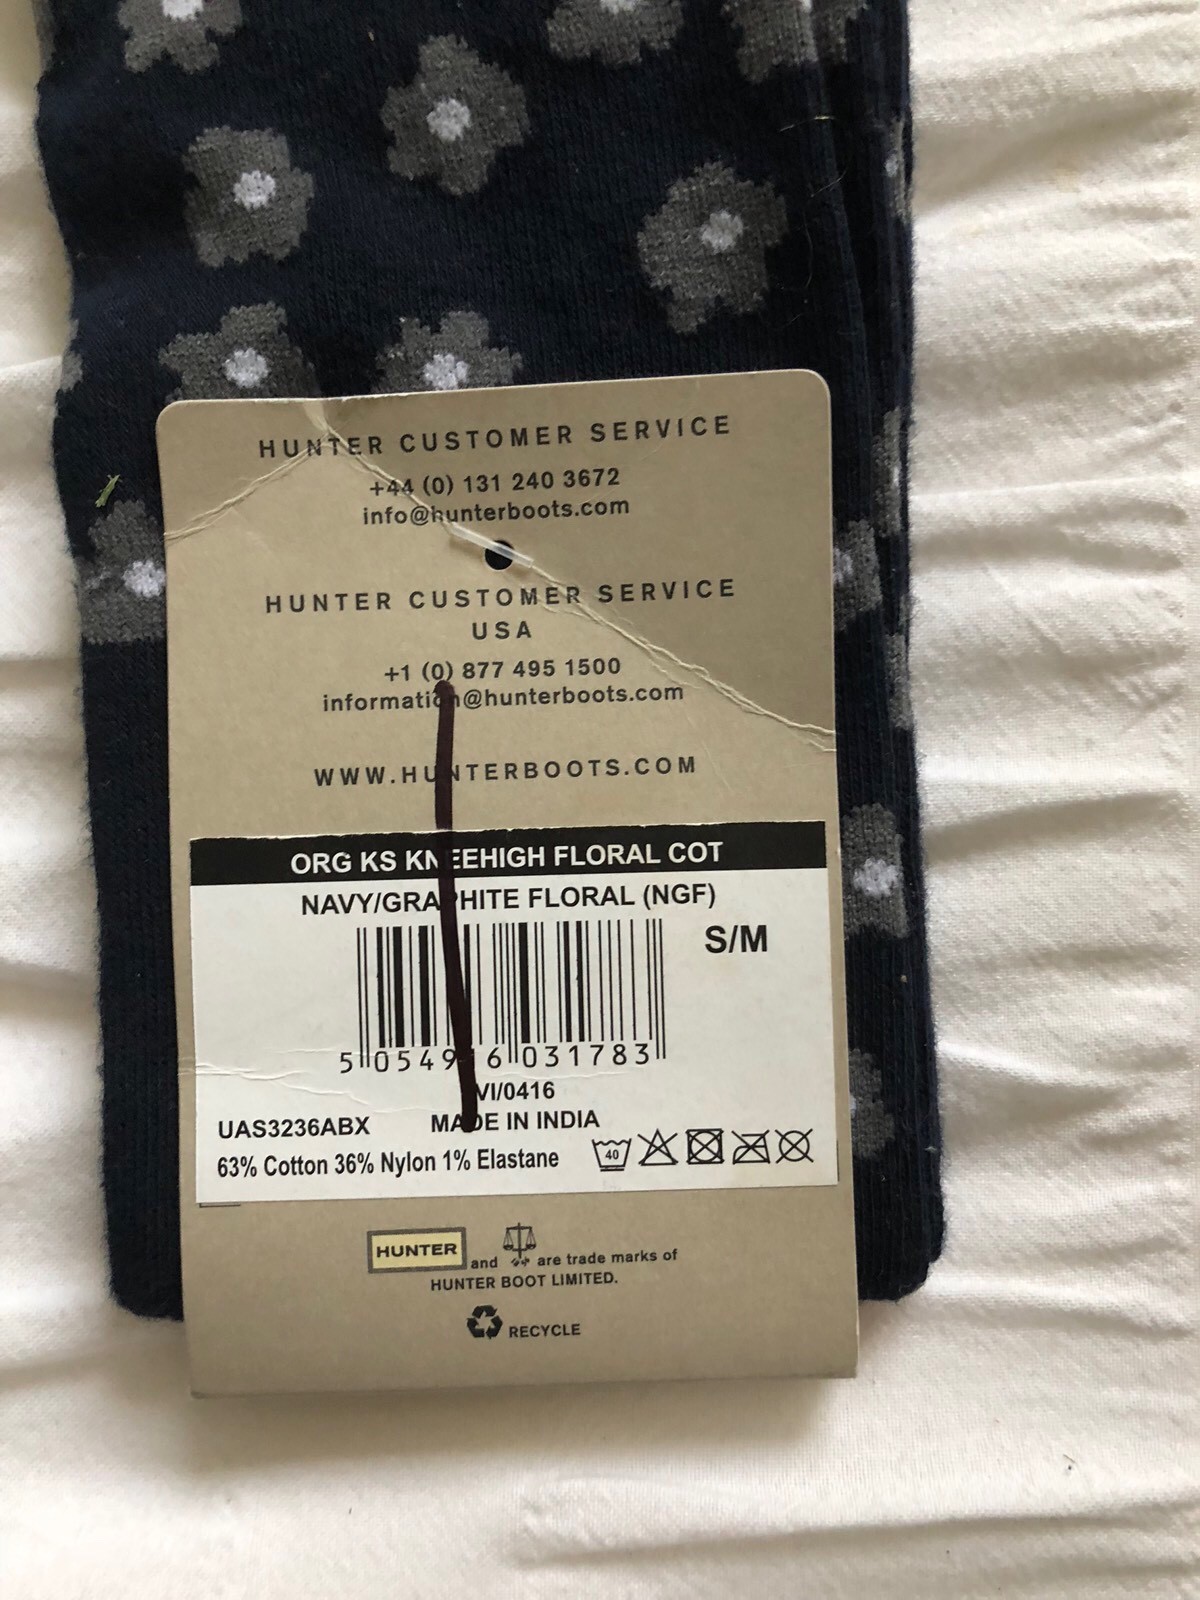 HUNTER CUSTOMER SERVICE
+44 (0) 131 240 3672
info@hunterboots.com
HUNTER CUSTOMER SERVICE
USA
+1 (0) 877 495 1500
information@hunterboots.com
WWW.HUNTERBOOTS.COM
ORG KS KNEEHIGH FLORAL COT
NAVY/GRAPHITE FLORAL (NGF)
S/M
5 054916 031783
VI/0416
UAS3236ABX MADE IN INDIA
63% Cotton 36% Nylon 1% Elastane 40
HUNTER and are trade marks of
HUNTER BOOT LIMITED.
RECYCLE